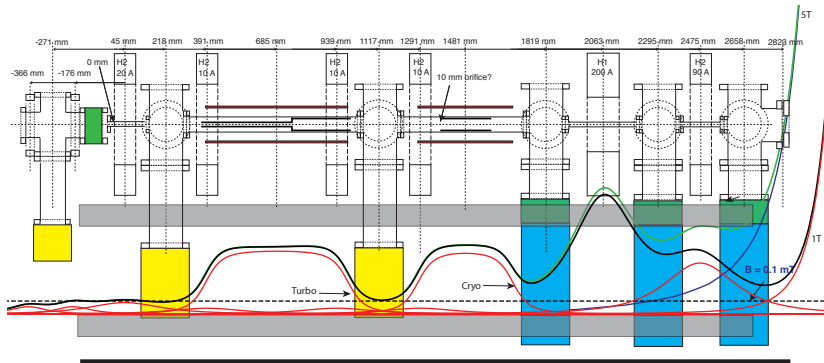 5T
-271 mm
45 mm
218 mm
391 mm
685 mm
939 mm
1117 mm
1291 mm
1481 mm
1819 mm
2063 mm
2295 mm
2475 mm
2658 mm
2823 mm
-366 mm
-176 mm
0 mm
H2
20 A
H2
10 A
H2
10 A
H2
10 A
H1
200 A
H2
90 A
10 mm orifice?
1T
B = 0.1 mT
Turbo
Cryo